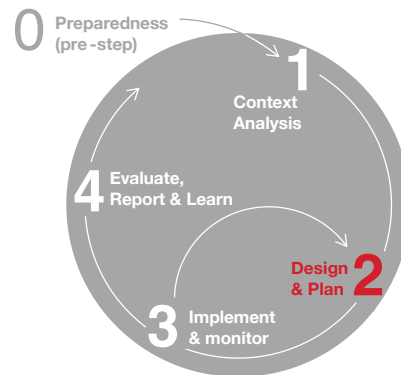 0 Preparedness
(pre-step)
1
Context
Analysis
Design 2
& Plan
3 Implement
& monitor
4 Evaluate,
Report & Learn